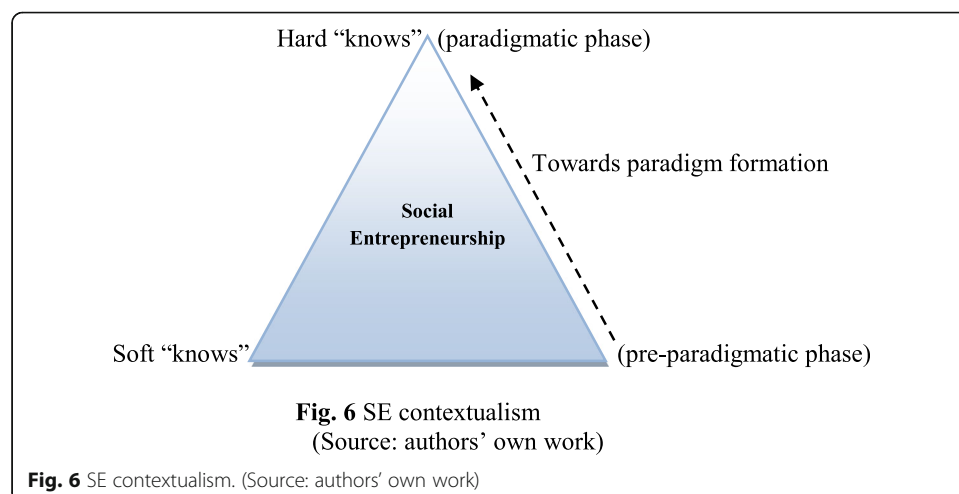 Hard “knows” (paradigmatic phase)
Towards paradigm formation
Social
Entrepreneurship
Soft “knows” (pre-paradigmatic phase)
Fig. 6 SE contextualism
(Source: authors’ own work)
Fig. 6 SE contextualism. (Source: authors’ own work)